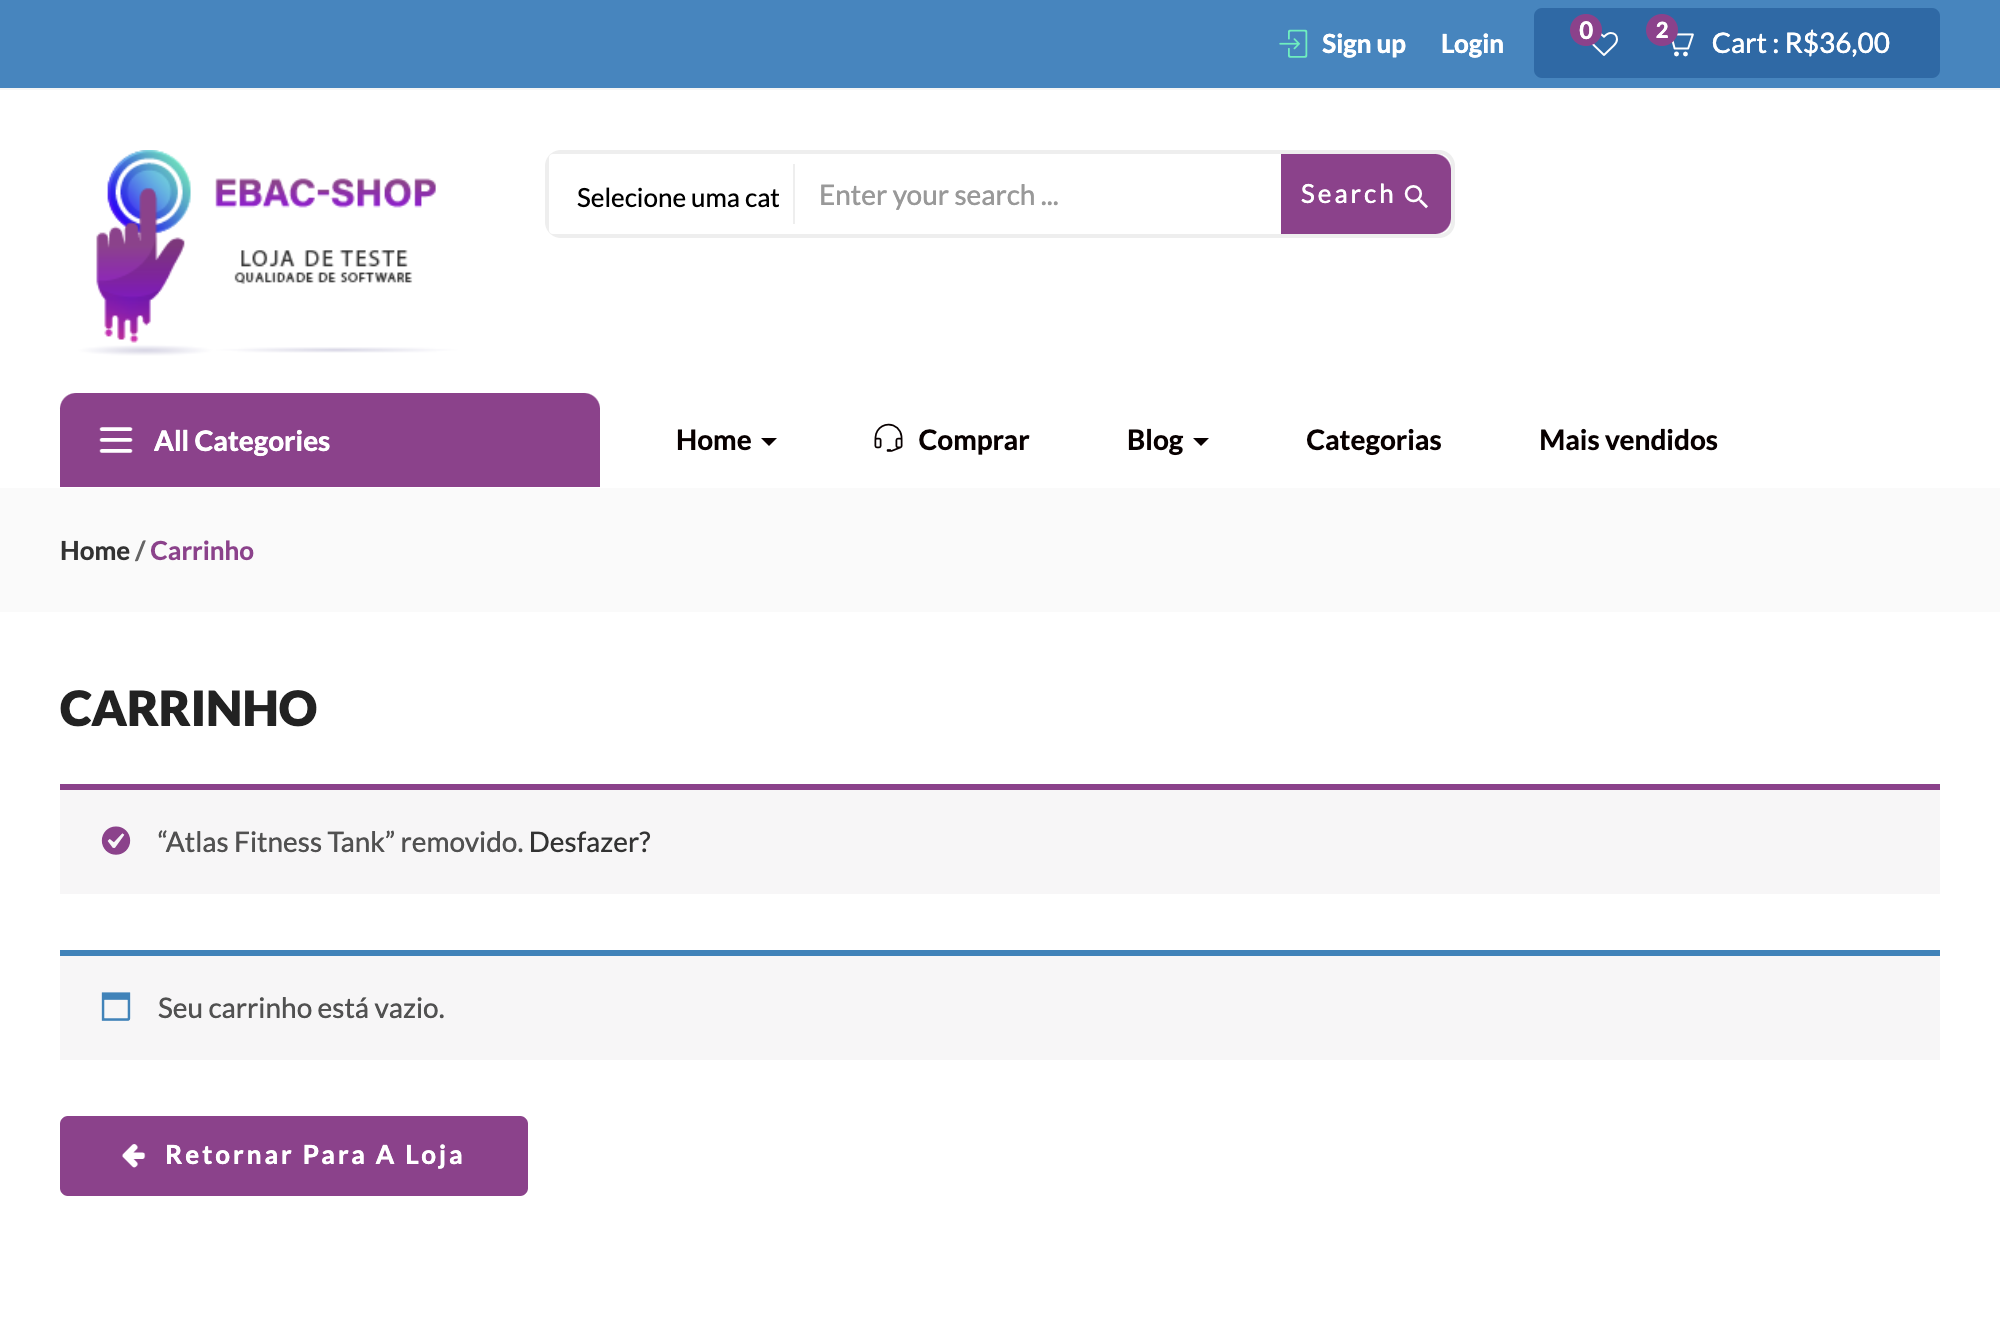 Sign up Login 0 2 Cart : R$36,00
EBAC-SHOP
LOJA DE TESTE
QUALIDADE DE SOFTWARE
Selecione uma cat Enter your search ... Search
All Categories Home Comprar Blog Categorias Mais vendidos
Home / Carrinho
CARRINHO
“Atlas Fitness Tank” removido. Desfazer?
Seu carrinho está vazio.
Retornar Para A Loja